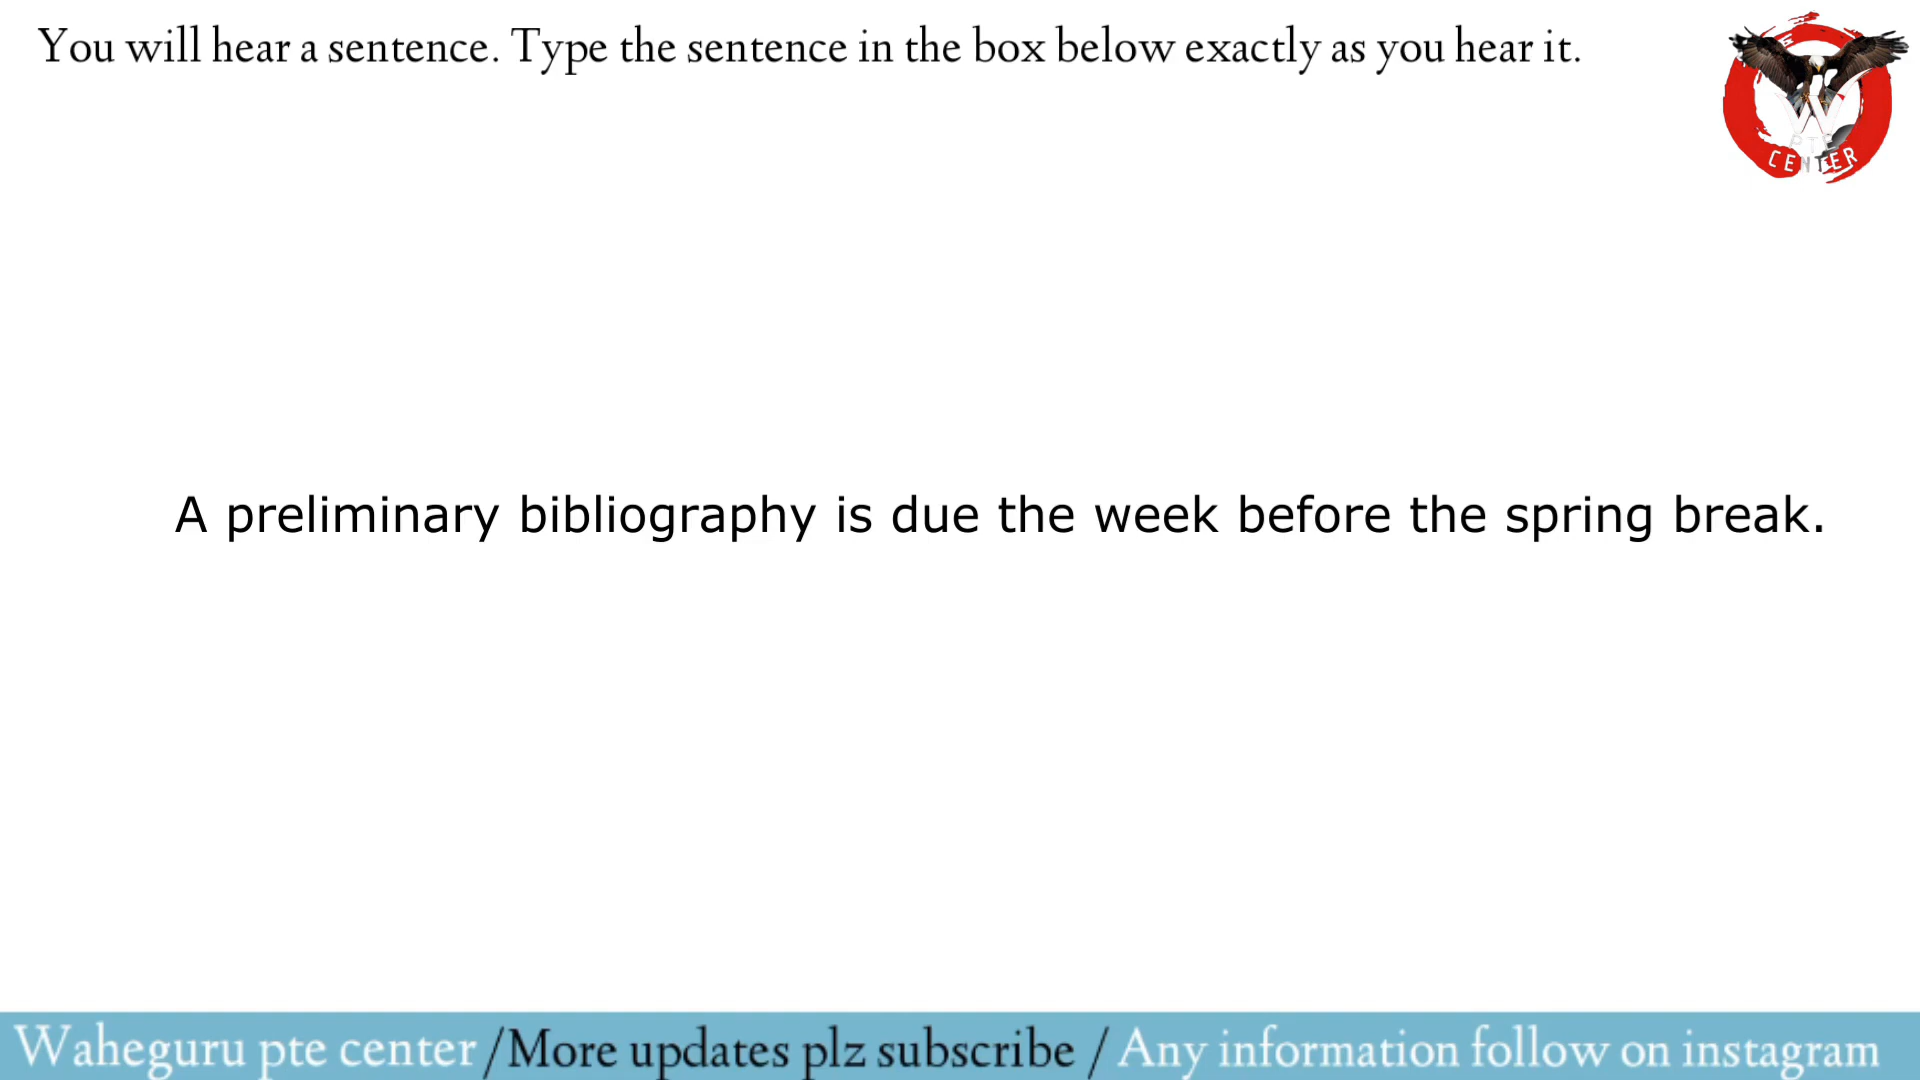 You will hear a sentence. Type the sentence in the box below exactly as you hear it.
W
PTE
CENTER
A preliminary bibliography is due the week before the spring break.
Waheguru pte center /More updates plz subscribe / Any information follow on instagram